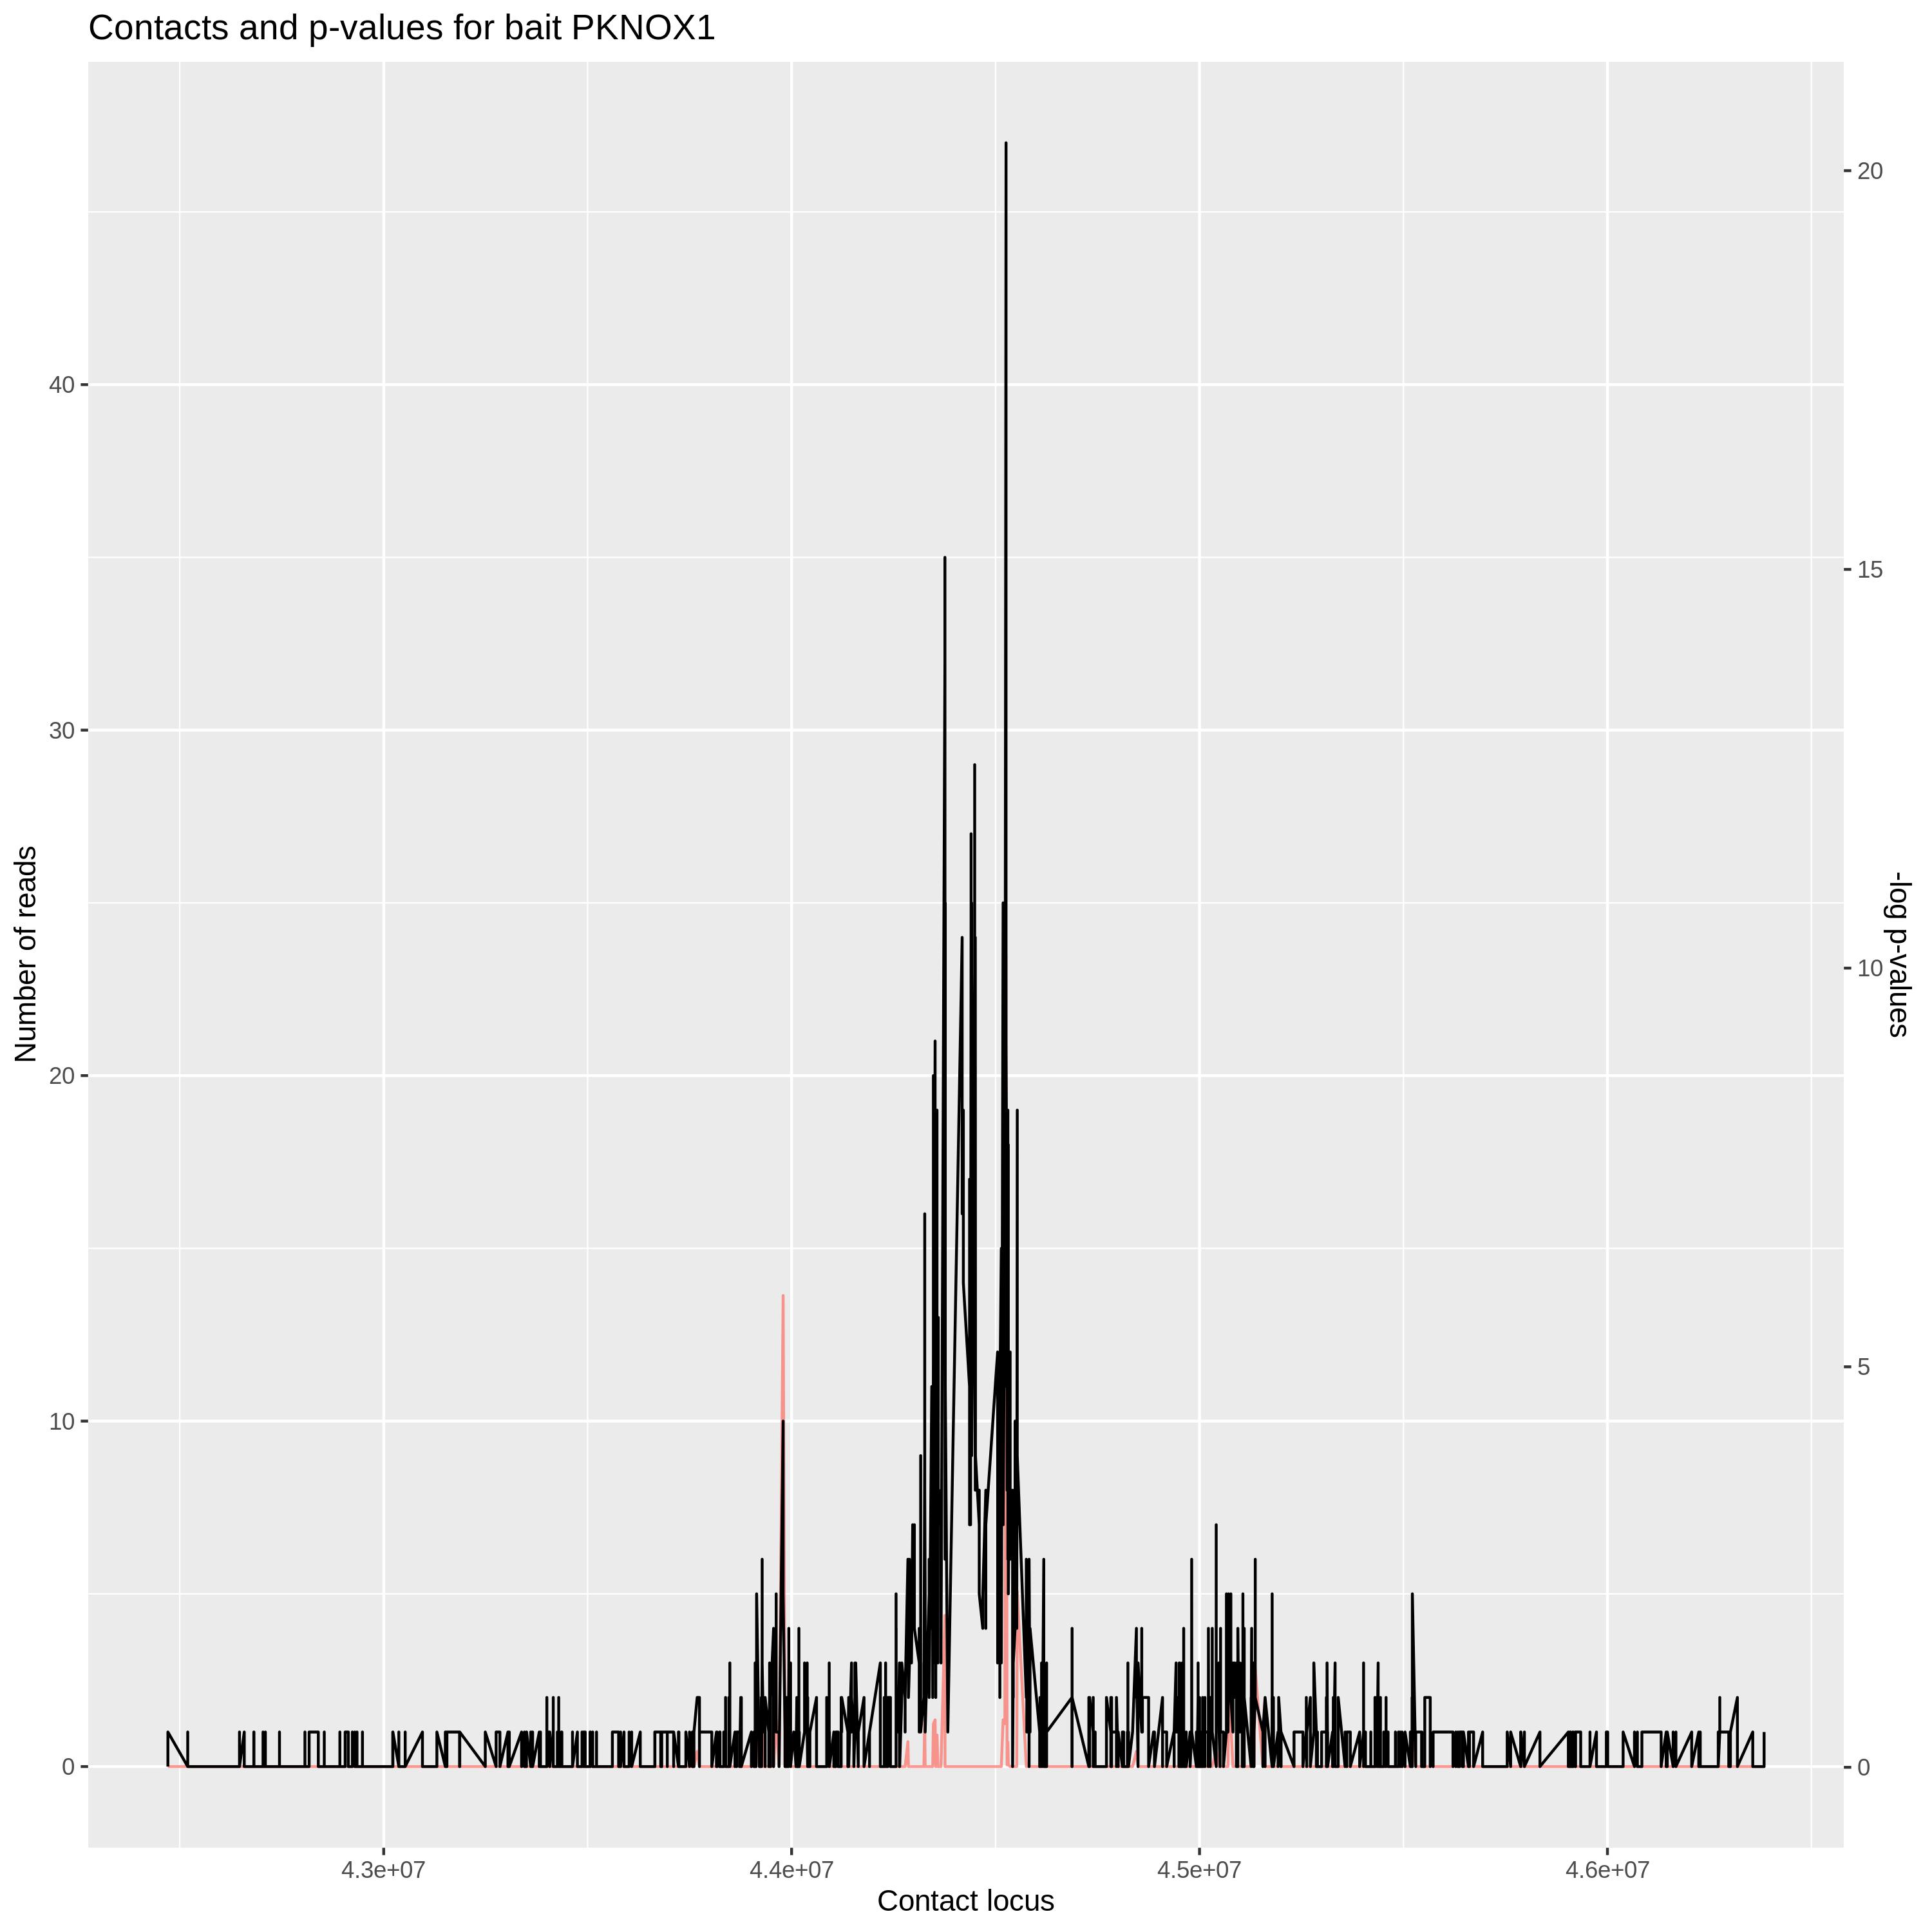 Contacts and p-values for bait PKNOX1
40
30
20
10
0
Number of reads
20
15
10
5
0
-log p-values
4.3e+07
4.4e+07
4.5e+07
4.6e+07
Contact locus